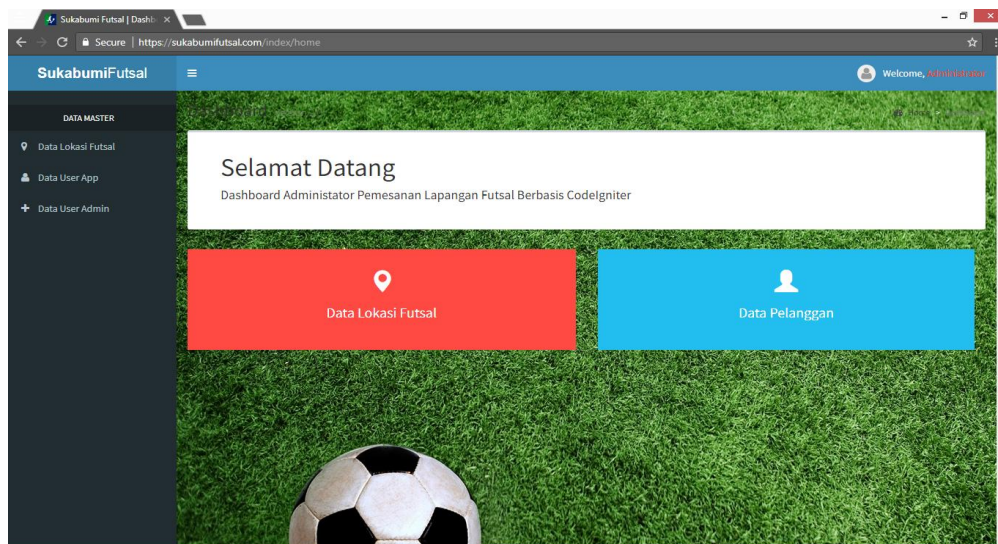 Sukabumi Futsal | Dashb
Secure | https://sukabumifutsal.com/index/home
SukabumiFutsal
Welcome, Administrator
DATA MASTER
Data Lokasi Futsal
Data User App
Data User Admin
Selamat Datang
Dashboard Administator Pemesanan Lapangan Futsal Berbasis CodeIgniter
Data Lokasi Futsal
Data Pelanggan